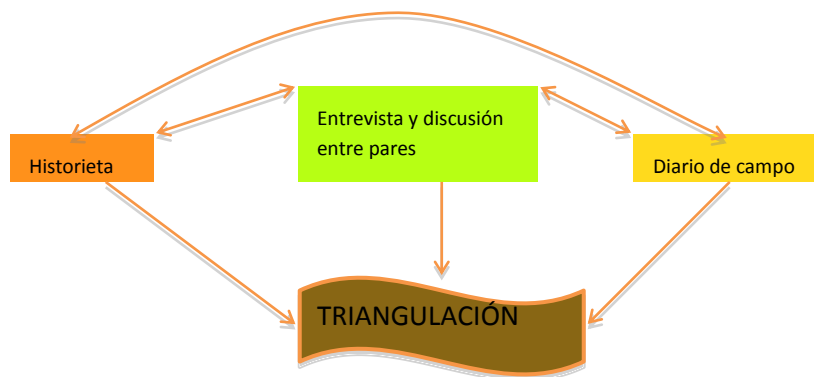 Entrevista y discusión
entre pares
Historieta
Diario de campo
TRIANGULACIÓN